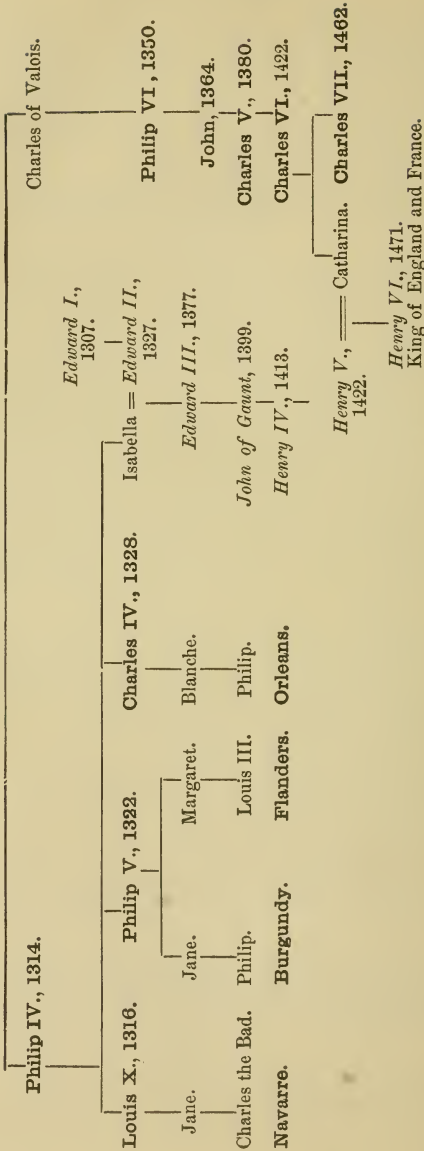 Philip IV., 1314.
Charles of Valois.
Louis X., 1316.
Philip V., 1322.
Charles IV., 1328.
Isabella = Edward II.,
1327.
Edward I.,
1307.
Philip VI., 1350.
Jane.
Jane.
Margaret.
Blanche.
Edward III., 1377.
John, 1364.
Charles the Bad.
Philip.
Louis III.
Philip.
John of Gaunt, 1399.
Charles V., 1380.
Navarre.
Burgundy.
Flanders.
Orleans.
Henry IV., 1413.
Charles VI., 1422.
Henry V., = Catharina.
1422.
Charles VII., 1462.
Henry VI., 1471.
King of England and France.